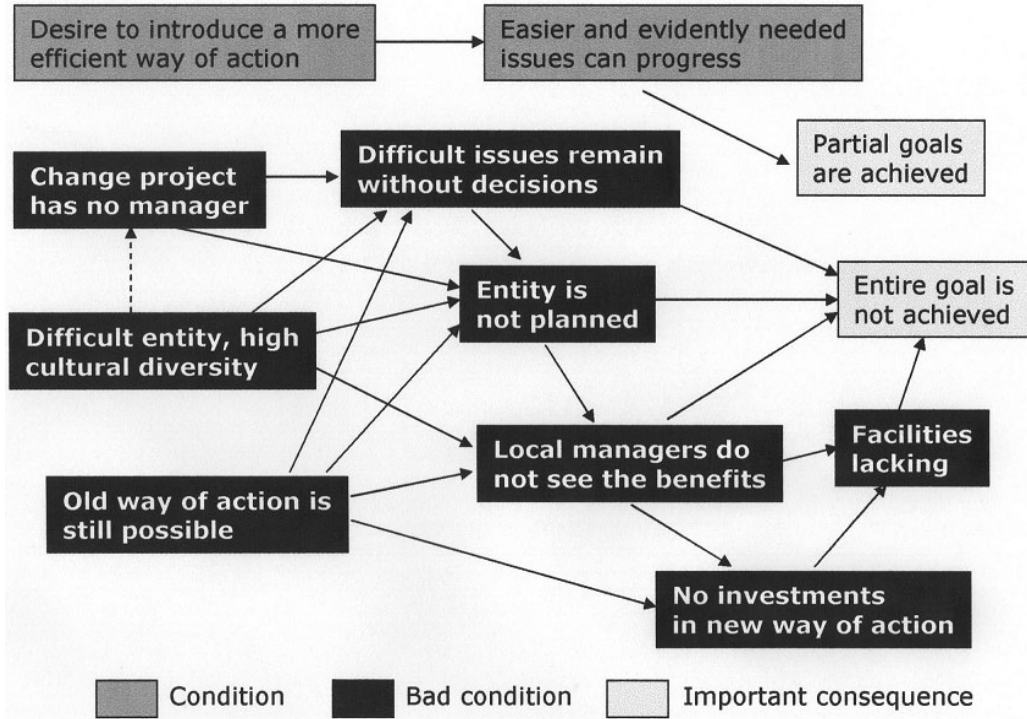 Desire to introduce a more
efficient way of action
Easier and evidently needed
issues can progress
Partial goals
are achieved
Difficult issues remain
without decisions
Change project
has no manager
Entity is
not planned
Entire goal is
not achieved
Difficult entity, high
cultural diversity
Local managers do
not see the benefits
Facilities
lacking
Old way of action is
still possible
No investments
in new way of action
Condition
Bad condition
Important consequence